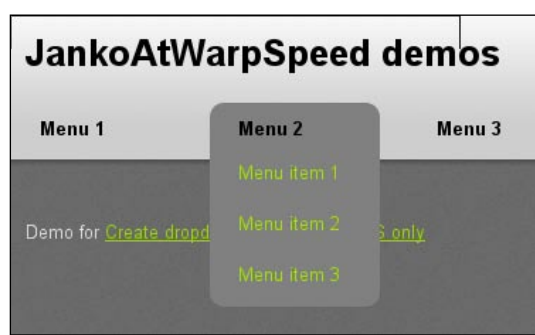 JankoAtWarpSpeed demos
Menu 1 Menu 2 Menu 3
Menu item 1
Menu item 2
Demo for Create dropd S only
Menu item 3